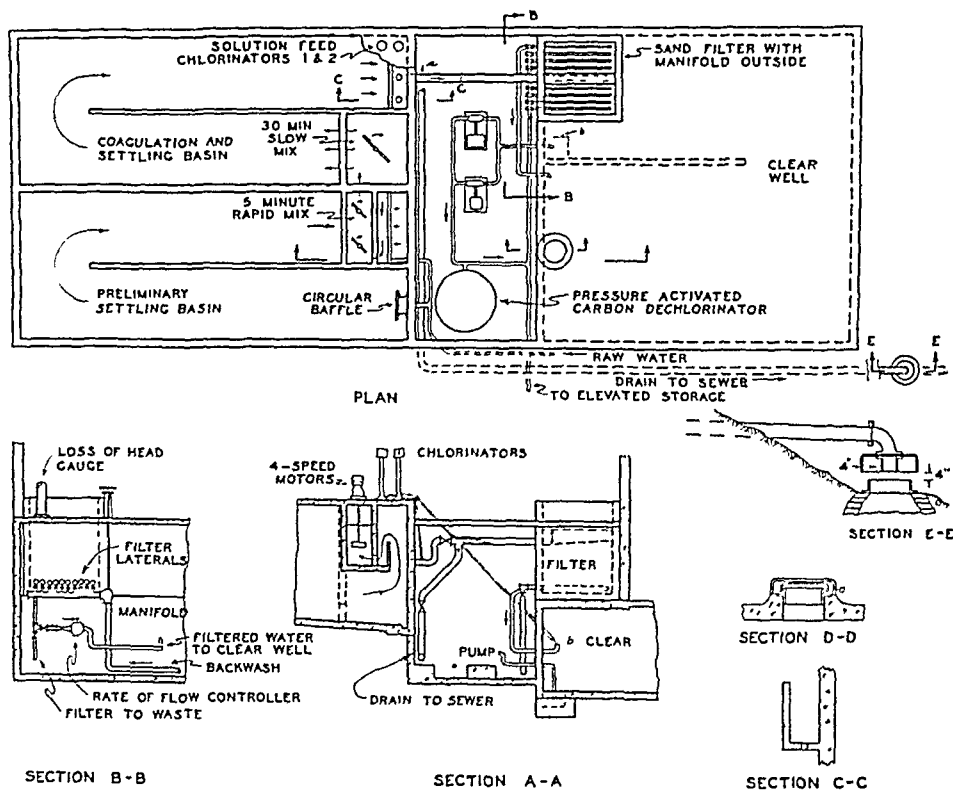 B
SOLUTION FEED
CHLORINATORS 1 & 2
SAND FILTER WITH
MANIFOLD OUTSIDE
C
C
30 MIN
SLOW
MIX
COAGULATION AND
SETTLING BASIN
CLEAR
WELL
B
5 MINUTE
RAPID MIX
PRELIMINARY
SETTLING BASIN
CIRCULAR
BAFFLE
PRESSURE ACTIVATED
CARBON DECHLORINATOR
RAW WATER
E
E
DRAIN TO SEWER
TO ELEVATED STORAGE
PLAN
LOSS OF HEAD
GAUGE
4-SPEED
MOTORS
CHLORINATORS
4"
4"
SECTION E-E
FILTER
LATERALS
MANIFOLD
FILTERED WATER
TO CLEAR WELL
BACKWASH
RATE OF FLOW CONTROLLER
FILTER TO WASTE
FILTER
b
CLEAR
PUMP
DRAIN TO SEWER
a
SECTION D-D
SECTION B-B
SECTION A-A
SECTION C-C